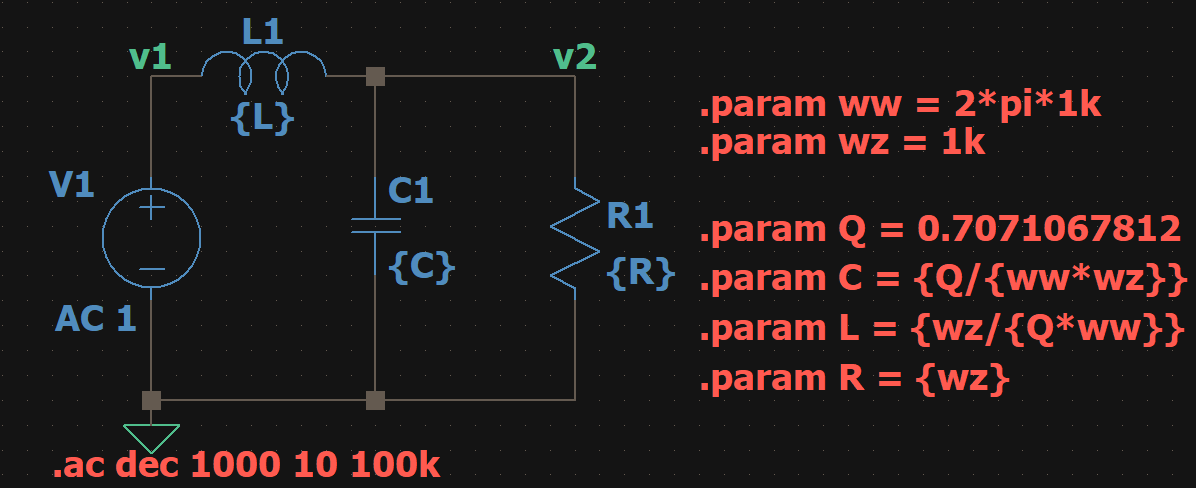 L1
v1
v2
{L}
.param ww = 2*pi*1k
.param wz = 1k
V1
C1
R1
.param Q = 0.7071067812
{C}
{R}
.param C = {Q/{ww*wz}}
AC 1
.param L = {wz/{Q*ww}}
.param R = {wz}
.ac dec 1000 10 100k